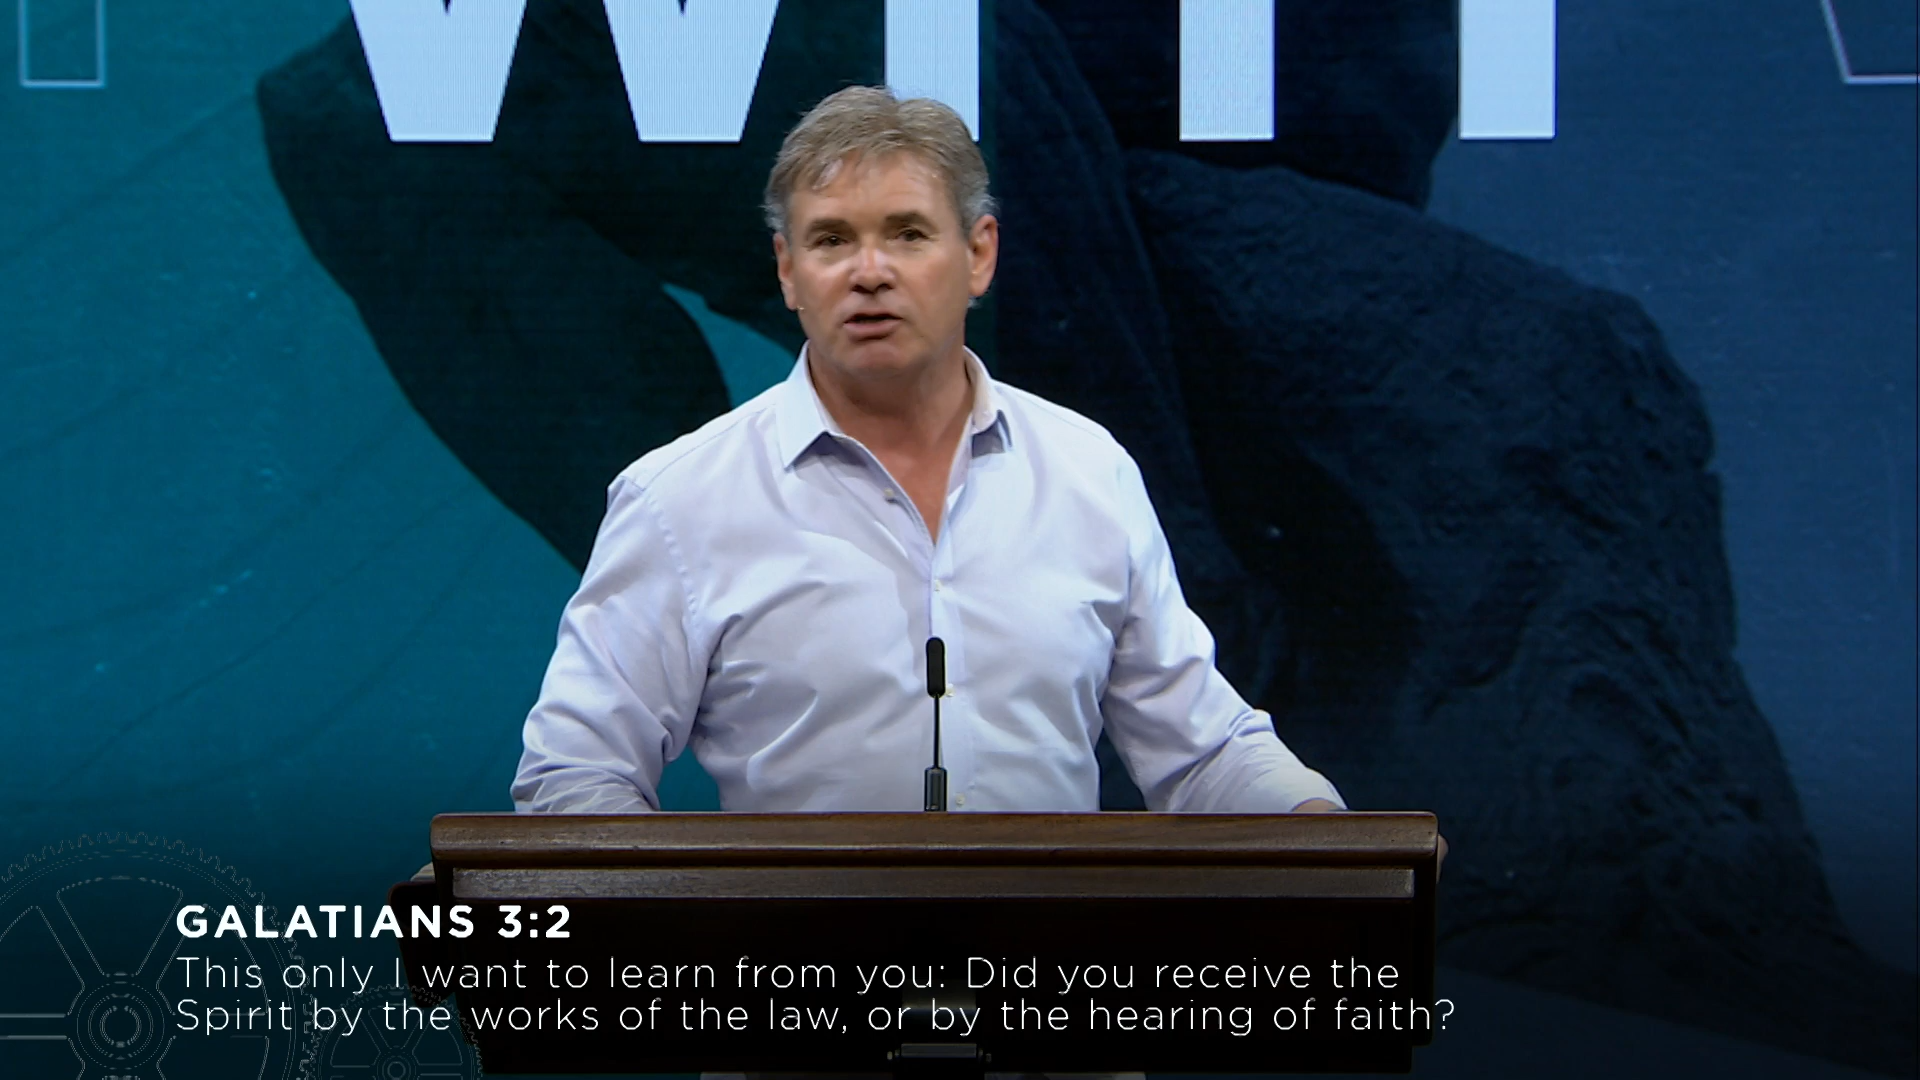 GALATIANS 3:2
This only I want to learn from you: Did you receive the
Spirit by the works of the law, or by the hearing of faith?